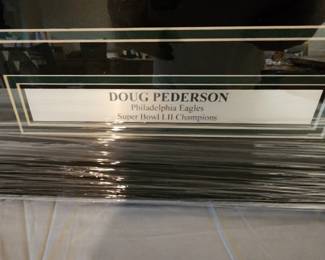 DOUG PEDERSON
Philadelphia Eagles
Super Bowl LII Champions